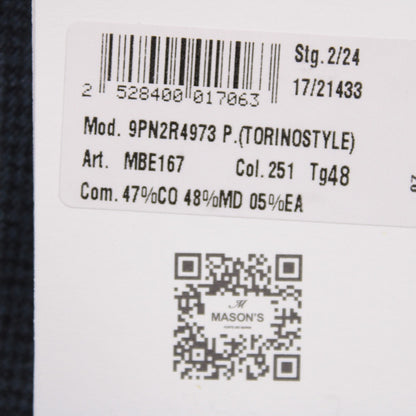 Stg. 2/24
17/21433
2 528400 017063
Mod. 9PN2R4973 P.(TORINOSTYLE)
Art. MBE167 Col. 251 Tg48
Com. 47%CO 48%MD 05%EA
M
MASON'S